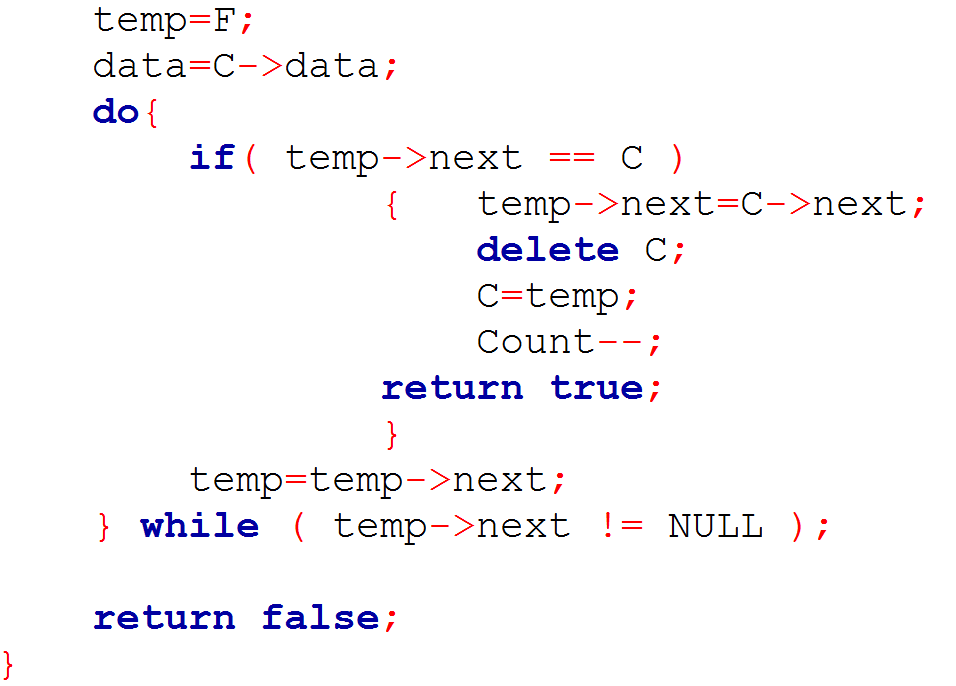 temp=F;
data=C->data;
do{
if( temp->next == C )
{ temp->next=C->next;
delete C;
C=temp;
Count--;
return true;
}
temp=temp->next;
} while ( temp->next != NULL );
return false;
}